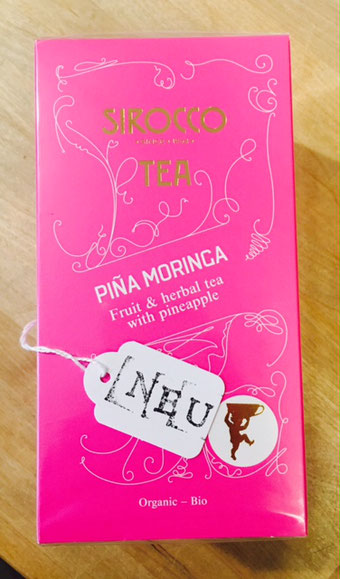 SIROCCO
TEA
PIÑA MORINGA
Fruit & herbal tea
with pineapple
NEU
Organic – Bio